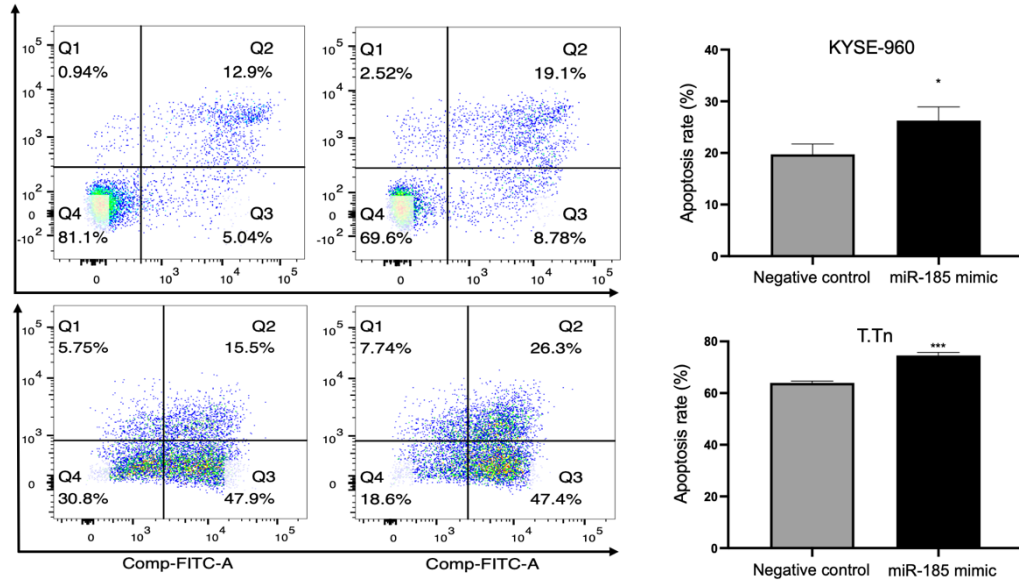 10^5
Q1
Q2
0.94%
12.9%
10^4
10^3
10^2
0
-10^2
Q4
Q3
81.1%
5.04%
0
10^3
10^4
10^5
10^5
Q1
Q2
2.52%
19.1%
10^4
10^3
10^2
0
-10^2
Q4
Q3
69.6%
8.78%
0
10^3
10^4
10^5
KYSE-960
Apoptosis rate (%)
40
30
20
10
0
*
Negative control
miR-185 mimic
10^5
Q1
Q2
5.75%
15.5%
10^4
10^3
0
Q4
Q3
30.8%
47.9%
0
10^3
10^4
10^5
Comp-FITC-A
10^5
Q1
Q2
7.74%
26.3%
10^4
10^3
0
Q4
Q3
18.6%
47.4%
0
10^3
10^4
10^5
Comp-FITC-A
T.Tn
Apoptosis rate (%)
80
60
40
20
0
***
Negative control
miR-185 mimic